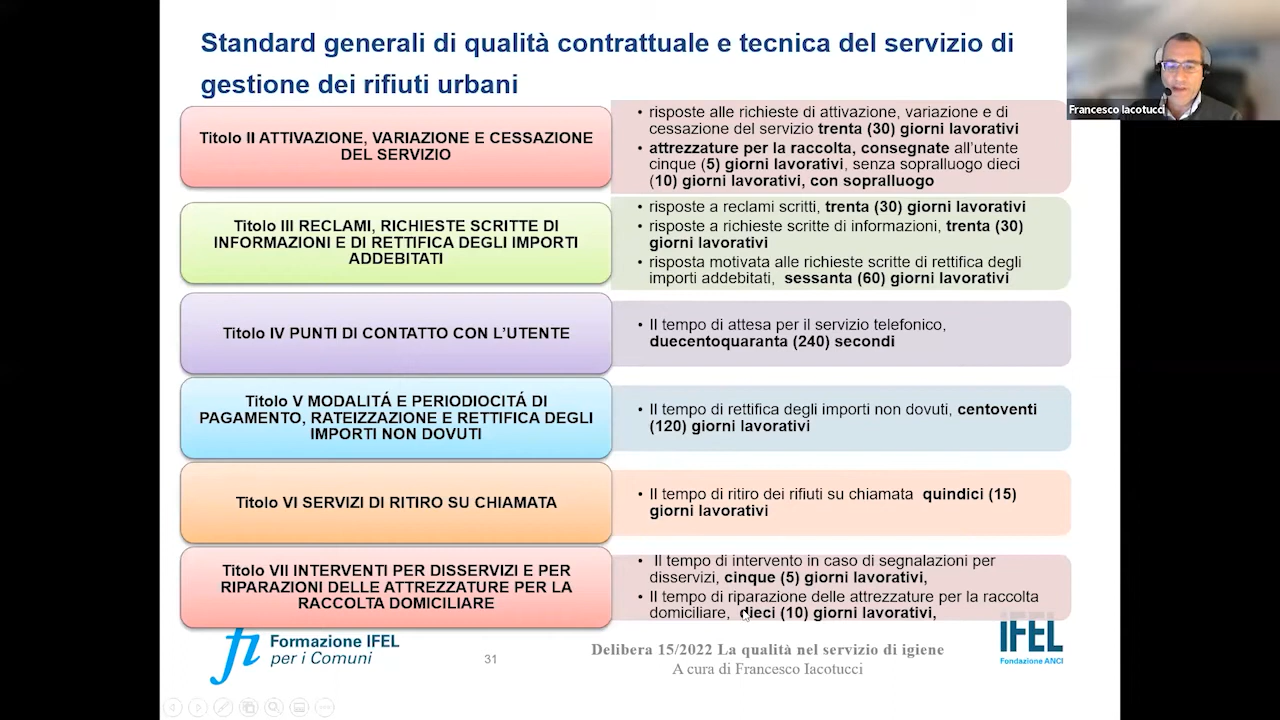 Standard generali di qualità contrattuale e tecnica del servizio di
gestione dei rifiuti urbani
Francesco Iacotucci
Titolo II ATTIVAZIONE, VARIAZIONE E CESSAZIONE
DEL SERVIZIO
• risposte alle richieste di attivazione, variazione e di
cessazione del servizio trenta (30) giorni lavorativi
• attrezzature per la raccolta, consegnate all'utente
cinque (5) giorni lavorativi, senza sopralluogo dieci
(10) giorni lavorativi, con sopralluogo
Titolo III RECLAMI, RICHIESTE SCRITTE DI
INFORMAZIONI E DI RETTIFICA DEGLI IMPORTI
ADDEBITATI
• risposte a reclami scritti, trenta (30) giorni lavorativi
• risposte a richieste scritte di informazioni, trenta (30)
giorni lavorativi
• risposta motivata alle richieste scritte di rettifica degli
importi addebitati, sessanta (60) giorni lavorativi
Titolo IV PUNTI DI CONTATTO CON L'UTENTE
• Il tempo di attesa per il servizio telefonico,
duecentoquaranta (240) secondi
Titolo V MODALITÁ E PERIODIOCITÁ DI
PAGAMENTO, RATEIZZAZIONE E RETTIFICA DEGLI
IMPORTI NON DOVUTI
• Il tempo di rettifica degli importi non dovuti, centoventi
(120) giorni lavorativi
Titolo VI SERVIZI DI RITIRO SU CHIAMATA
• Il tempo di ritiro dei rifiuti su chiamata quindici (15)
giorni lavorativi
Titolo VII INTERVENTI PER DISSERVIZI E PER
RIPARAZIONI DELLE ATTREZZATURE PER LA
RACCOLTA DOMICILIARE
• Il tempo di intervento in caso di segnalazioni per
disservizi, cinque (5) giorni lavorativi,
• Il tempo di riparazione delle attrezzature per la raccolta
domiciliare, dieci (10) giorni lavorativi,
Formazione IFEL
per i Comuni
31
Delibera 15/2022 La qualità nel servizio di igiene
A cura di Francesco Iacotucci
IFEL
Fondazione ANCI